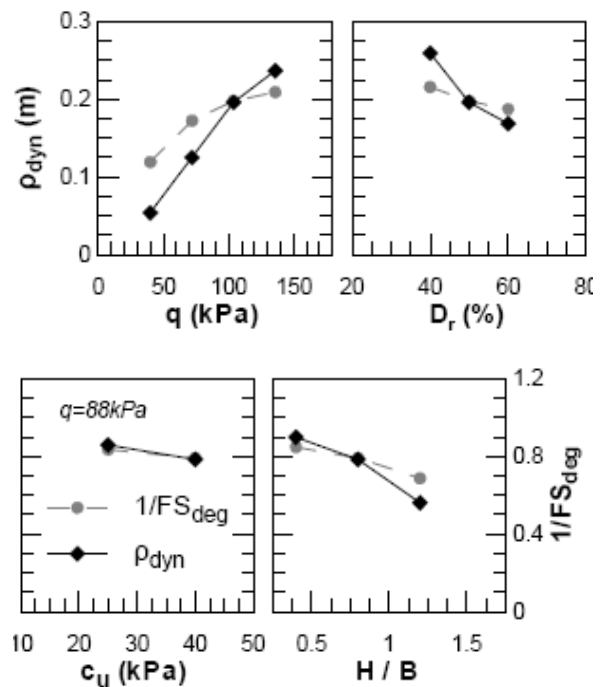 0.3
0.2
0.1
0
ρdyn (m)
0 50 100 150
q (kPa)
20 40 60 80
Dr (%)
q=88kPa
1/FSdeg
ρdyn
10 20 30 40 50
cu (kPa)
0.5 1 1.5
H / B
1.2
0.8
0.4
0
1/FSdeg